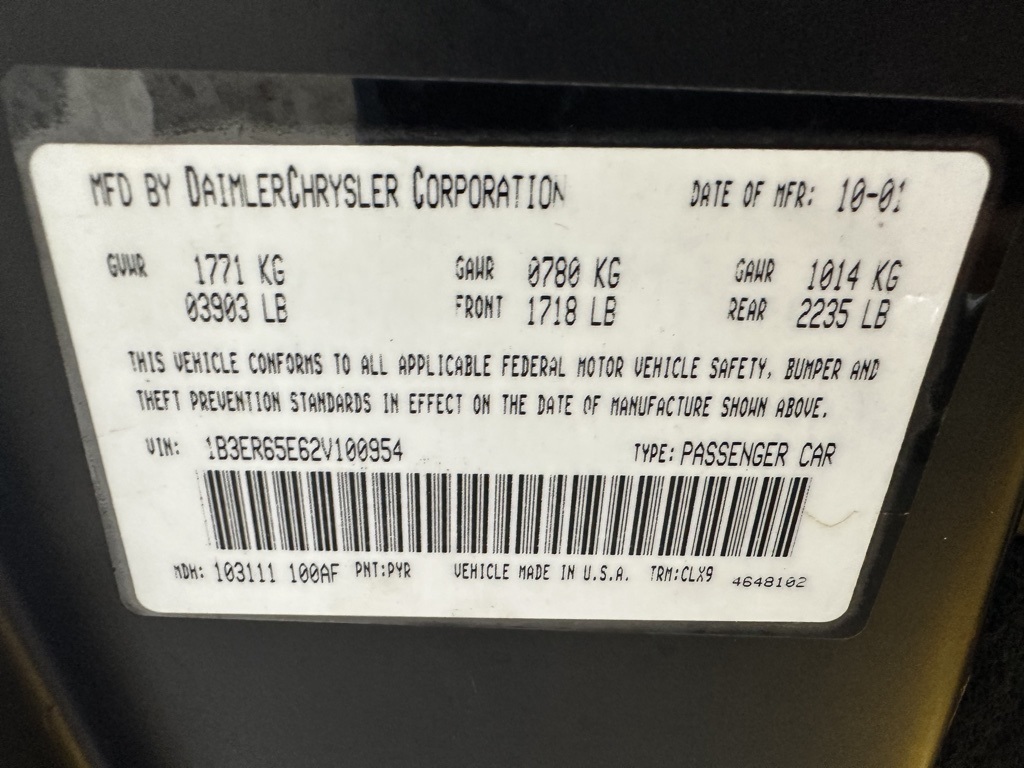 MFD BY DAIMLERCHRYSLER CORPORATION DATE OF MFR: 10-01
GVWR 1771 KG GAWR 0780 KG GAWR 1014 KG
03903 LB FRONT 1718 LB REAR 2235 LB
THIS VEHICLE CONFORMS TO ALL APPLICABLE FEDERAL MOTOR VEHICLE SAFETY, BUMPER AND
THEFT PREVENTION STANDARDS IN EFFECT ON THE DATE OF MANUFACTURE SHOWN ABOVE.
VIN: 1B3ER65E62V100954 TYPE: PASSENGER CAR
MDH: 103111 100AF PNT:PYR VEHICLE MADE IN U.S.A. TRM:CLX9 4648102